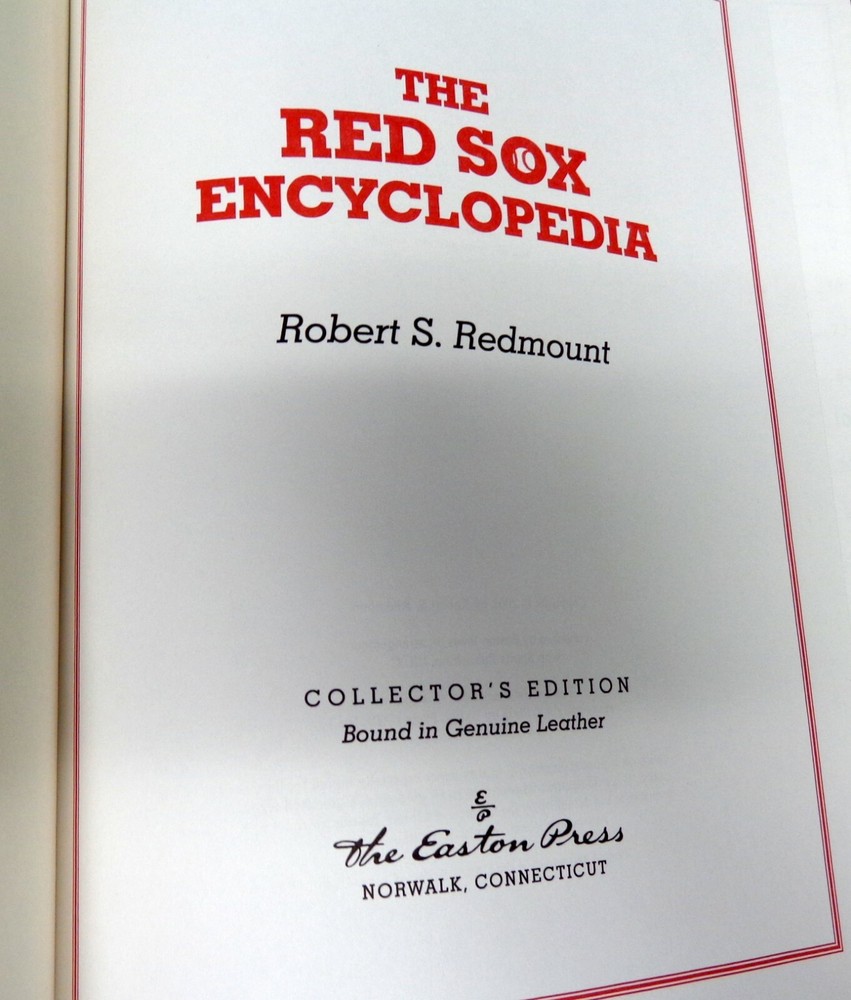 THE
RED SOX
ENCYCLOPEDIA
Robert S. Redmount
COLLECTOR'S EDITION
Bound in Genuine Leather
E
P
The Easton Press
NORWALK, CONNECTICUT